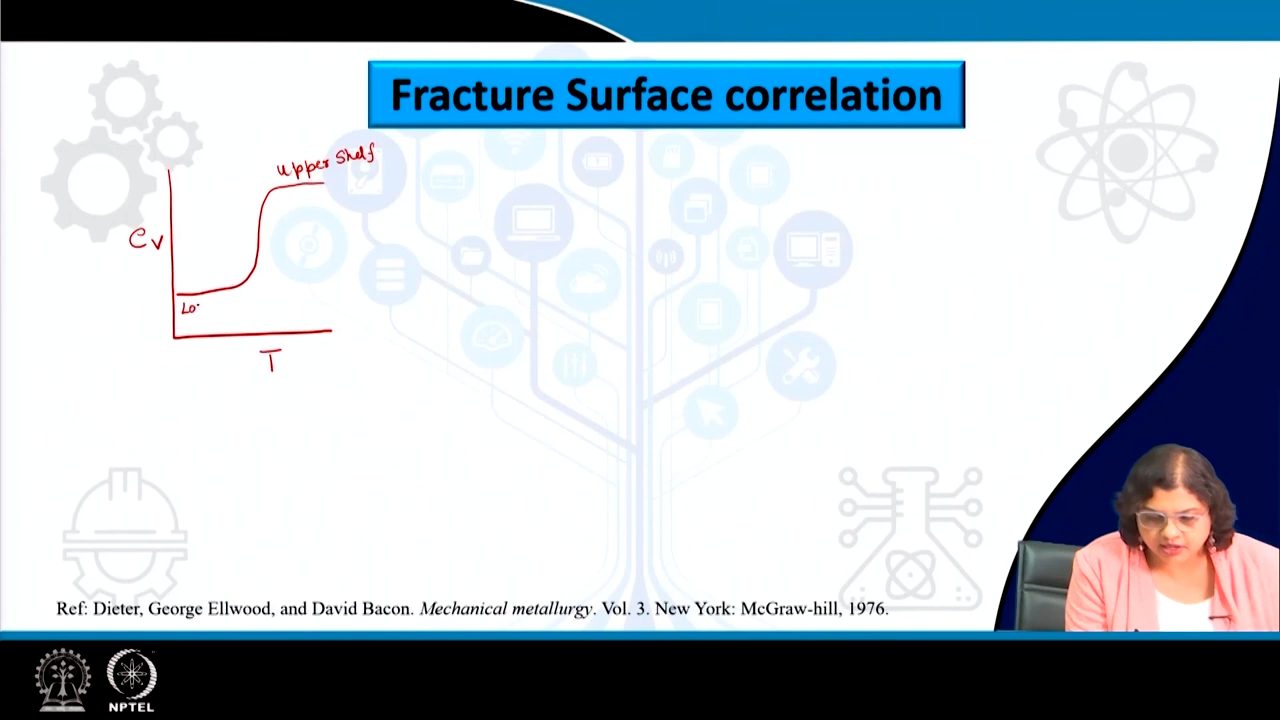 Fracture Surface correlation
Upper Shelf
Cv
Lo
T
Ref: Dieter, George Ellwood, and David Bacon. Mechanical metallurgy. Vol. 3. New York: McGraw-hill, 1976.
NPTEL